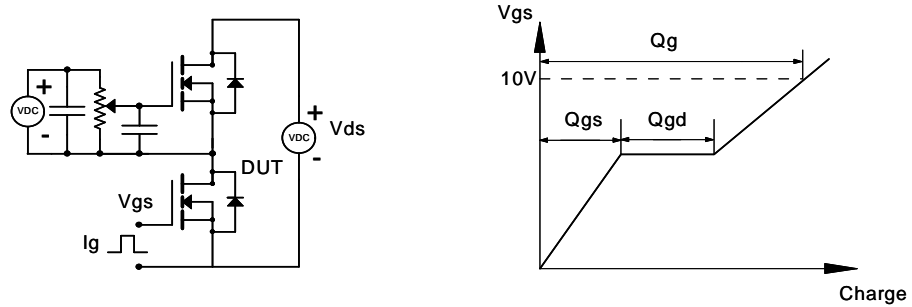 VDC
+
-
VDC
+
-
Vds
DUT
Vgs
Ig
Vgs
Qg
10V
Qgs
Qgd
Charge